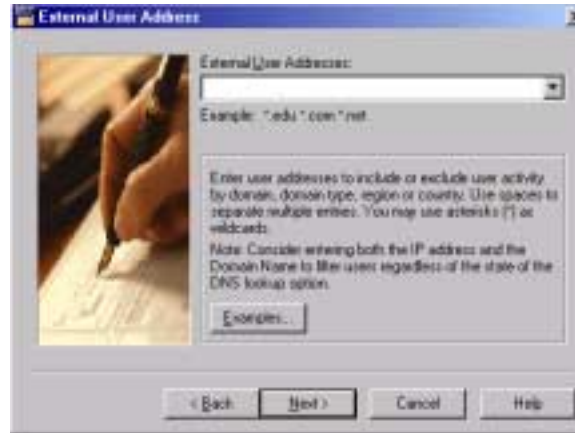 External User Address
External User Addresses:
Example: *.edu *.com *.net
Enter user addresses to include or exclude user activity
by domain, domain type, region or country. Use spaces to
separate multiple entries. You may use asterisks (*) as
wildcards.
Note: Consider entering both the IP address and the
Domain Name to filter users regardless of the state of the
DNS lookup option.
Examples...
< Back
Next >
Cancel
Help